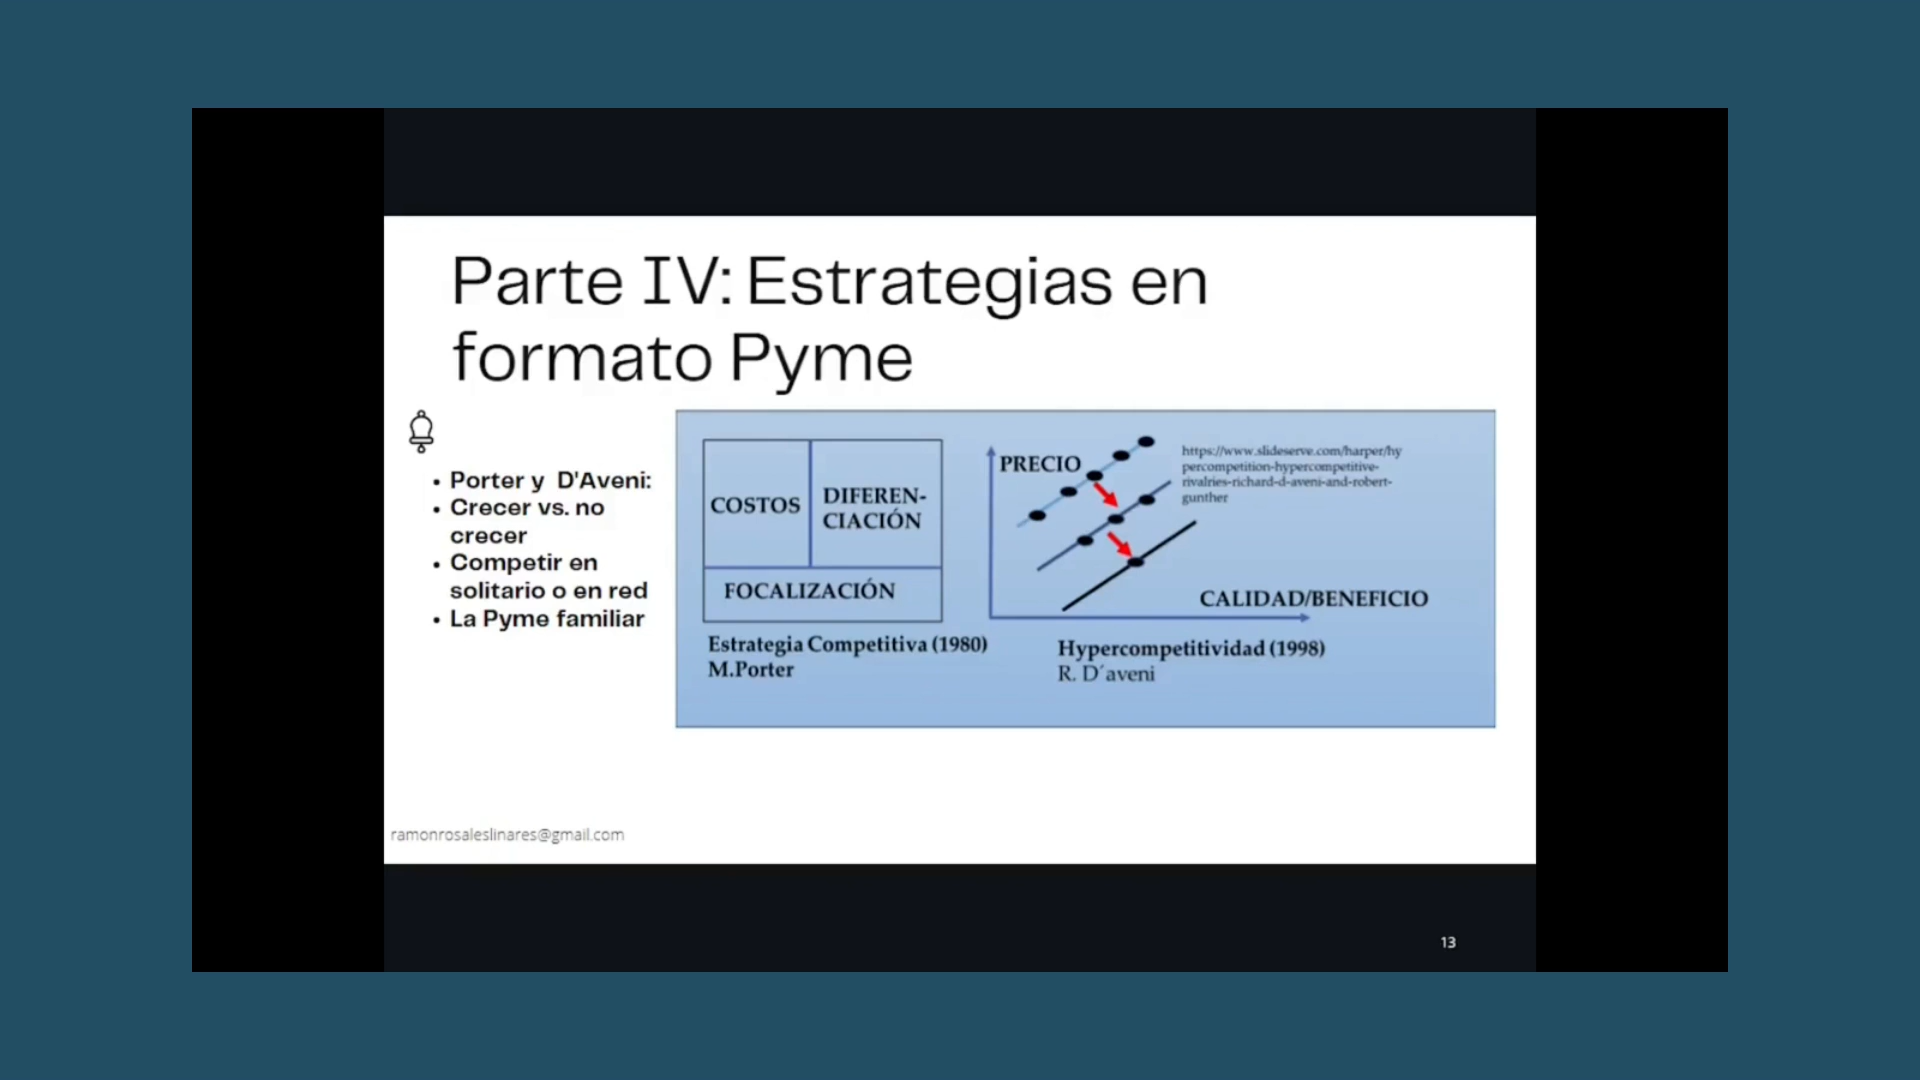 Parte IV: Estrategias en
formato Pyme
• Porter y D'Aveni:
• Crecer vs. no
crecer
• Competir en
solitario o en red
• La Pyme familiar
COSTOS
DIFEREN-
CIACIÓN
FOCALIZACIÓN
Estrategia Competitiva (1980)
M.Porter
PRECIO
https://www.slideserve.com/harper/hy
percompetition-hypercompetitive-
rivalries-richard-d-aveni-and-robert-
gunther
CALIDAD/BENEFICIO
Hypercompetitividad (1998)
R. D´aveni
ramonrosaleslinares@gmail.com
13